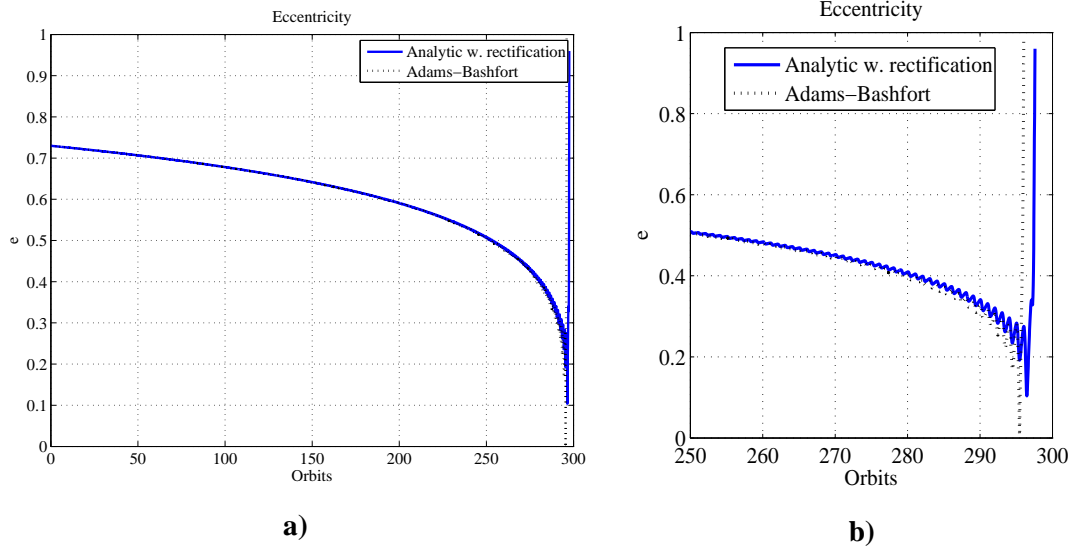 Eccentricity
1
0.9
0.8
0.7
0.6
0.5
0.4
0.3
0.2
0.1
0
e
Analytic w. rectification
Adams−Bashfort
0 50 100 150 200 250 300
Orbits
a)
Eccentricity
1
0.8
0.6
0.4
0.2
0
e
Analytic w. rectification
Adams−Bashfort
250 260 270 280 290 300
Orbits
b)